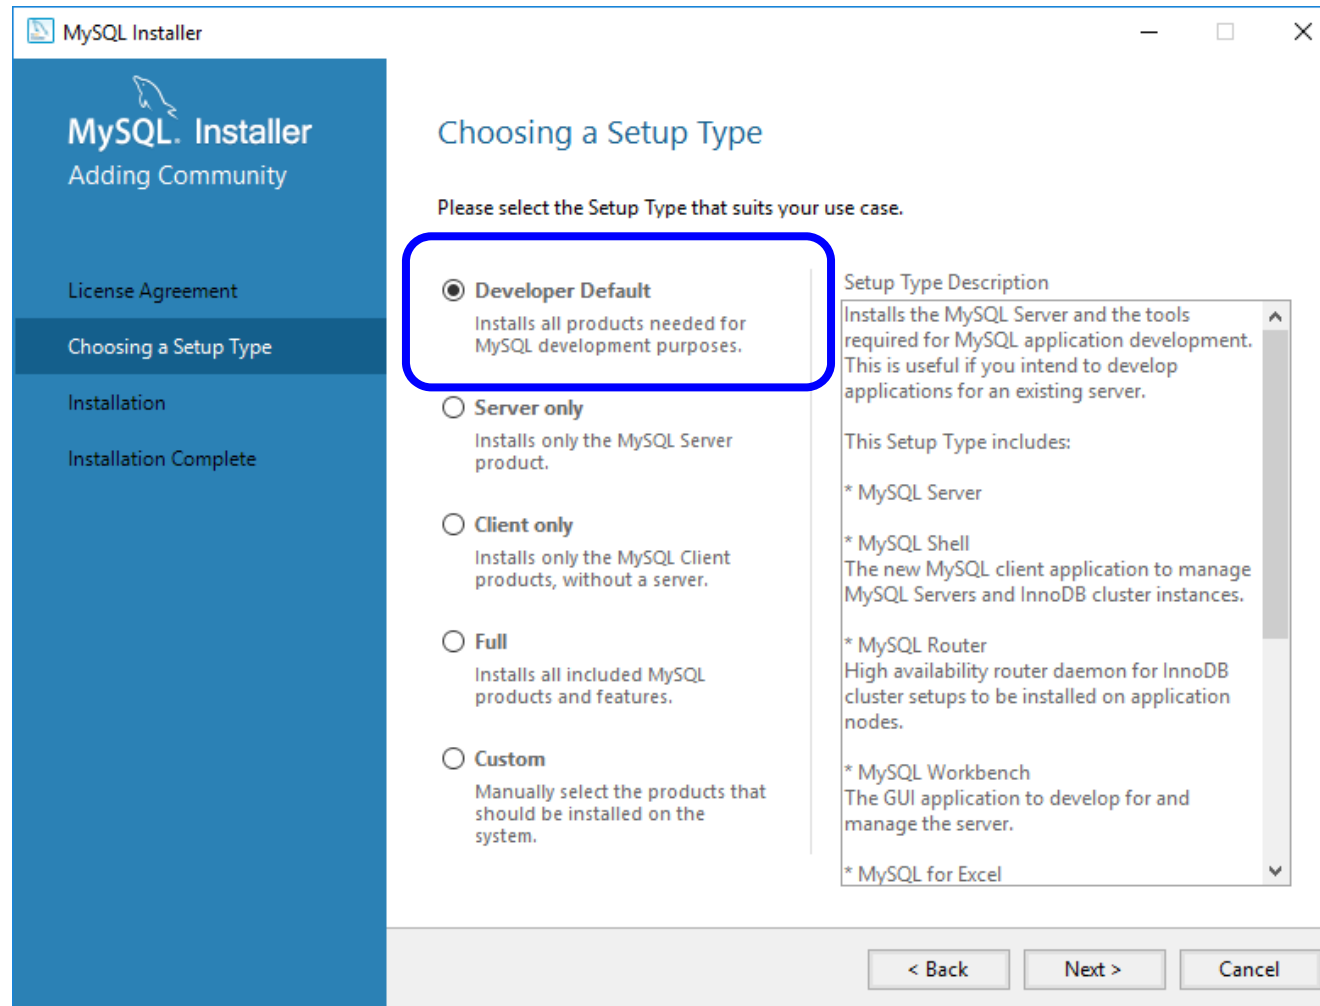 MySQL Installer
MySQL. Installer
Adding Community
License Agreement
Choosing a Setup Type
Installation
Installation Complete
Choosing a Setup Type
Please select the Setup Type that suits your use case.
Developer Default
Installs all products needed for
MySQL development purposes.
Server only
Installs only the MySQL Server
product.
Client only
Installs only the MySQL Client
products, without a server.
Full
Installs all included MySQL
products and features.
Custom
Manually select the products that
should be installed on the
system.
Setup Type Description
Installs the MySQL Server and the tools
required for MySQL application development.
This is useful if you intend to develop
applications for an existing server.
This Setup Type includes:
* MySQL Server
* MySQL Shell
The new MySQL client application to manage
MySQL Servers and InnoDB cluster instances.
* MySQL Router
High availability router daemon for InnoDB
cluster setups to be installed on application
nodes.
* MySQL Workbench
The GUI application to develop for and
manage the server.
* MySQL for Excel
< Back
Next >
Cancel